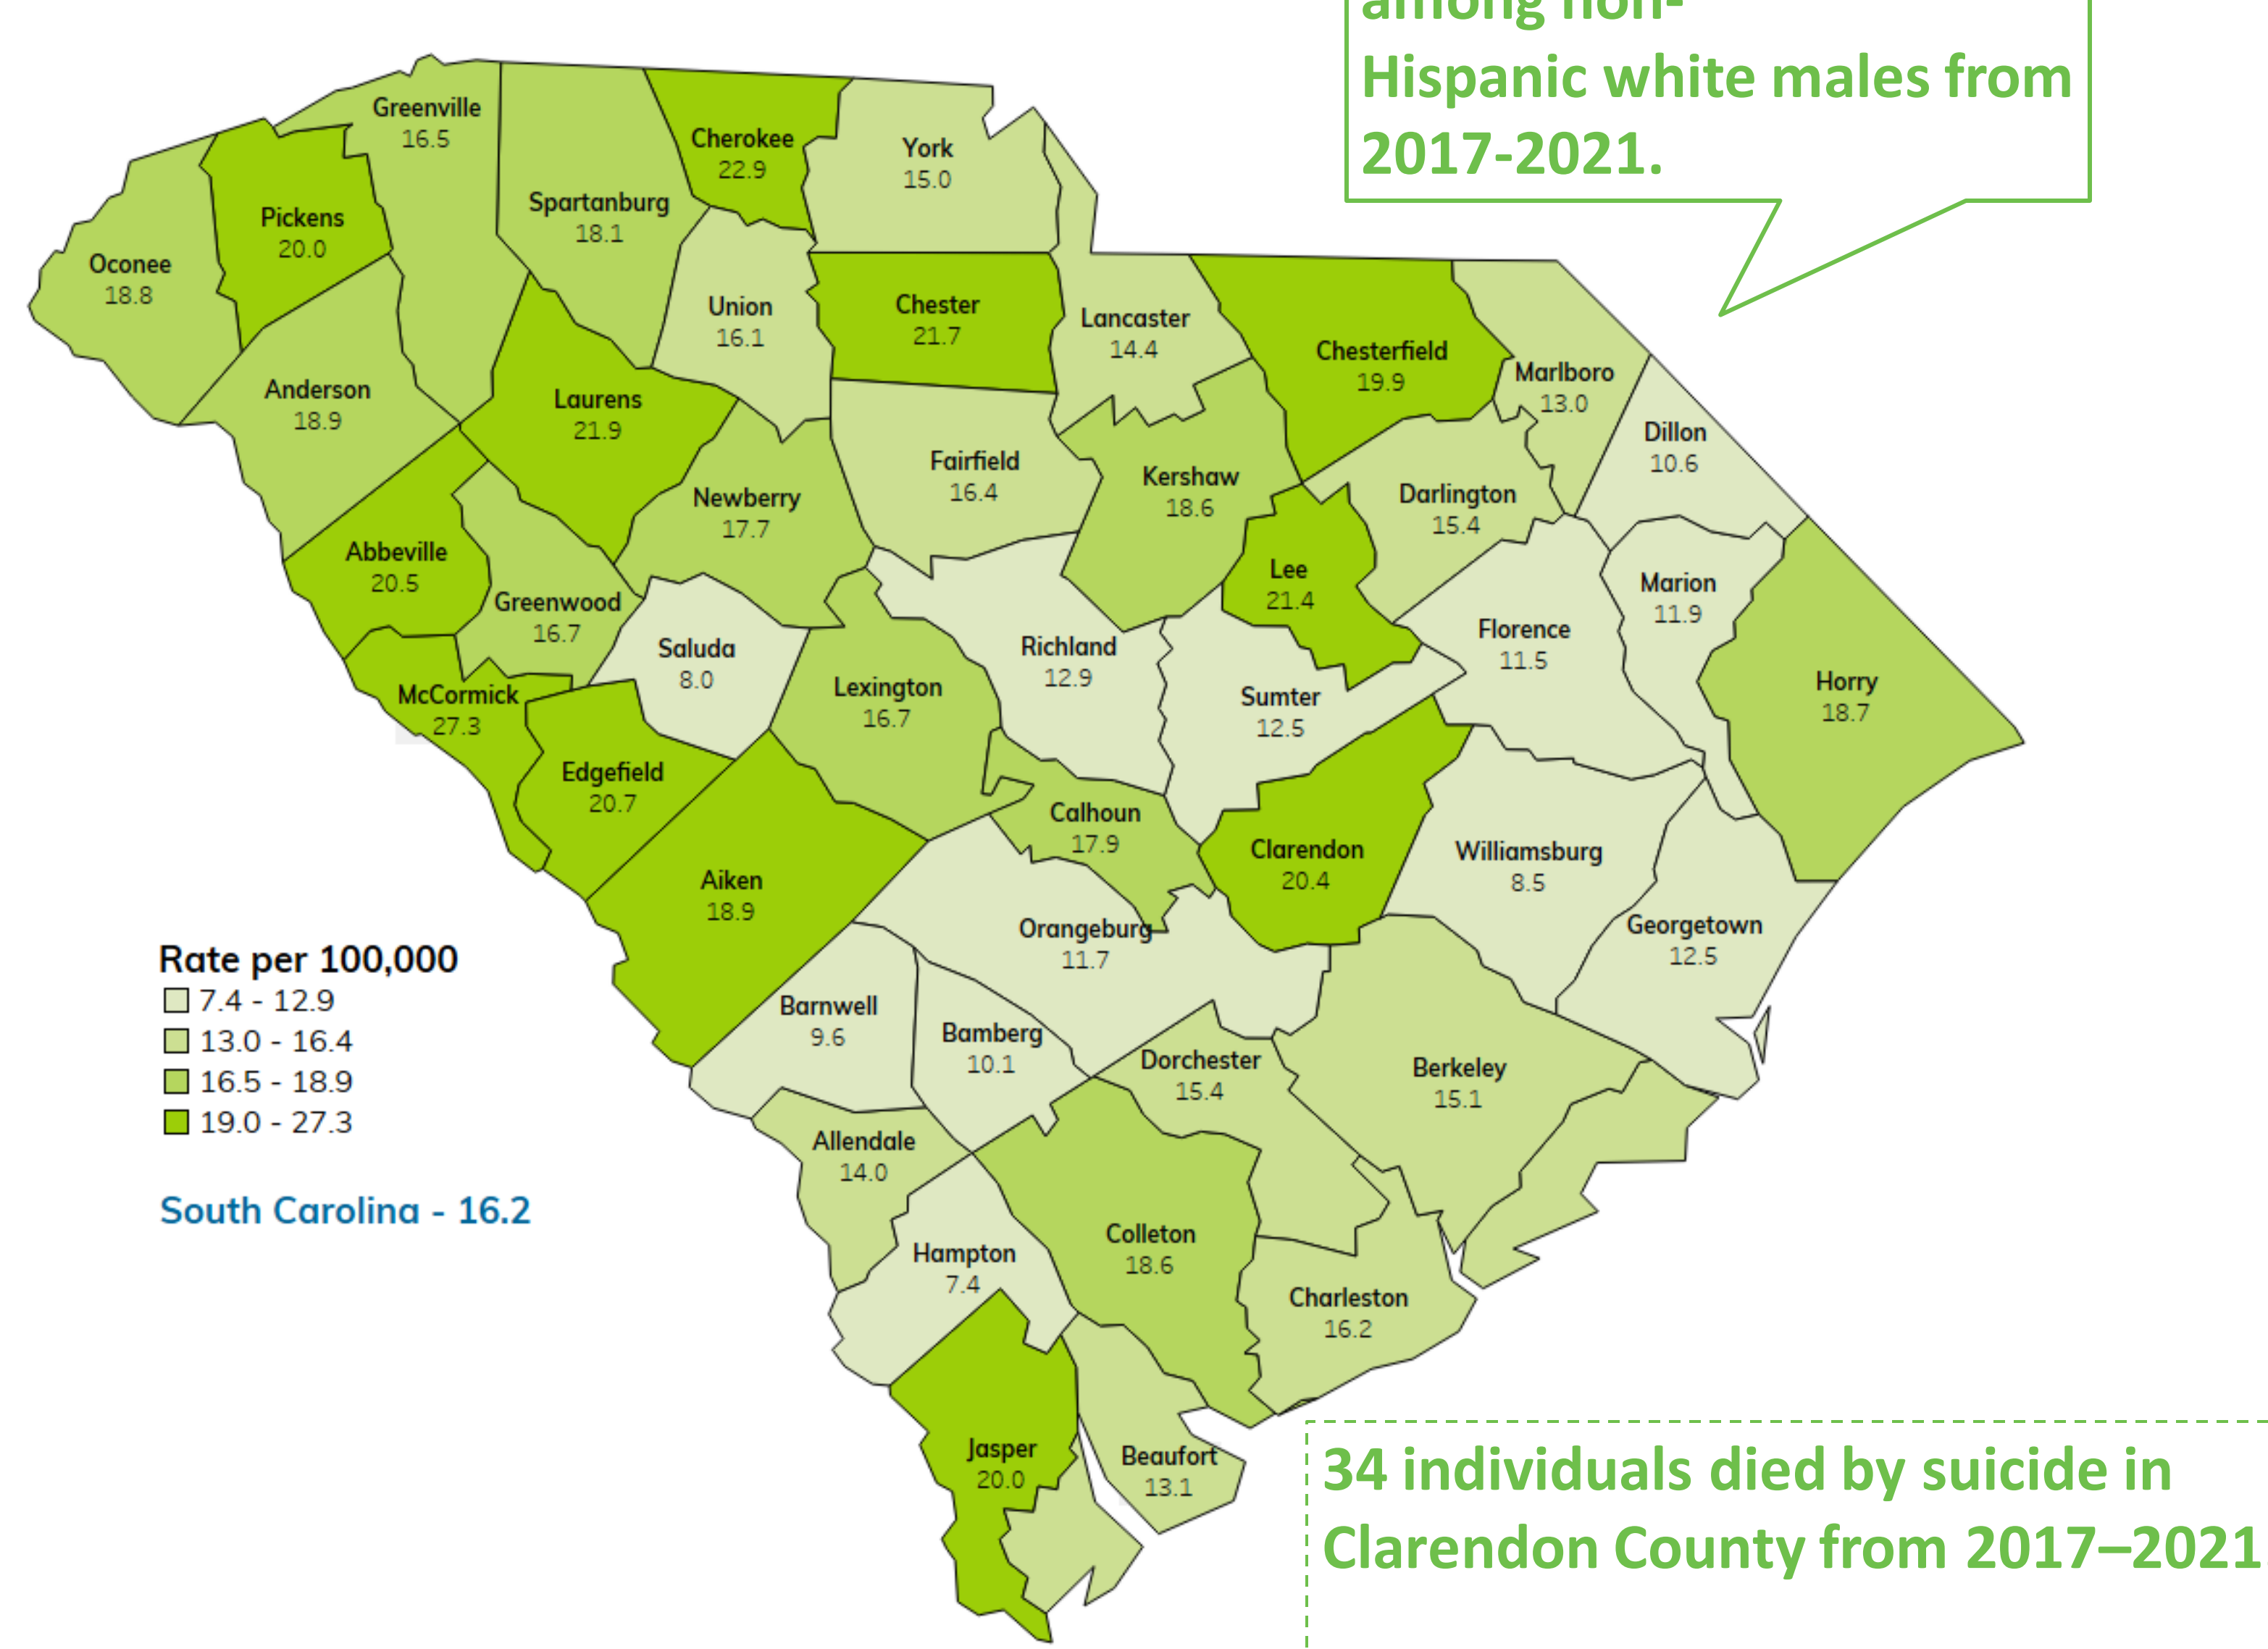 among non-
Hispanic white males from
2017-2021.
Greenville
16.5
Cherokee
22.9
York
15.0
Pickens
20.0
Spartanburg
18.1
Oconee
18.8
Union
16.1
Chester
21.7
Lancaster
14.4
Chesterfield
19.9
Marlboro
13.0
Anderson
18.9
Laurens
21.9
Dillon
10.6
Fairfield
16.4
Kershaw
18.6
Newberry
17.7
Darlington
15.4
Abbeville
20.5
Lee
21.4
Marion
11.9
Greenwood
16.7
Florence
11.5
Saluda
8.0
Richland
12.9
McCormick
27.3
Lexington
16.7
Sumter
12.5
Horry
18.7
Edgefield
20.7
Calhoun
17.9
Clarendon
20.4
Williamsburg
8.5
Aiken
18.9
Orangeburg
11.7
Georgetown
12.5
Rate per 100,000
7.4 - 12.9
13.0 - 16.4
16.5 - 18.9
19.0 - 27.3
South Carolina - 16.2
Barnwell
9.6
Bamberg
10.1
Dorchester
15.4
Berkeley
15.1
Allendale
14.0
Hampton
7.4
Colleton
18.6
Charleston
16.2
Jasper
20.0
Beaufort
13.1
34 individuals died by suicide in
Clarendon County from 2017–2021